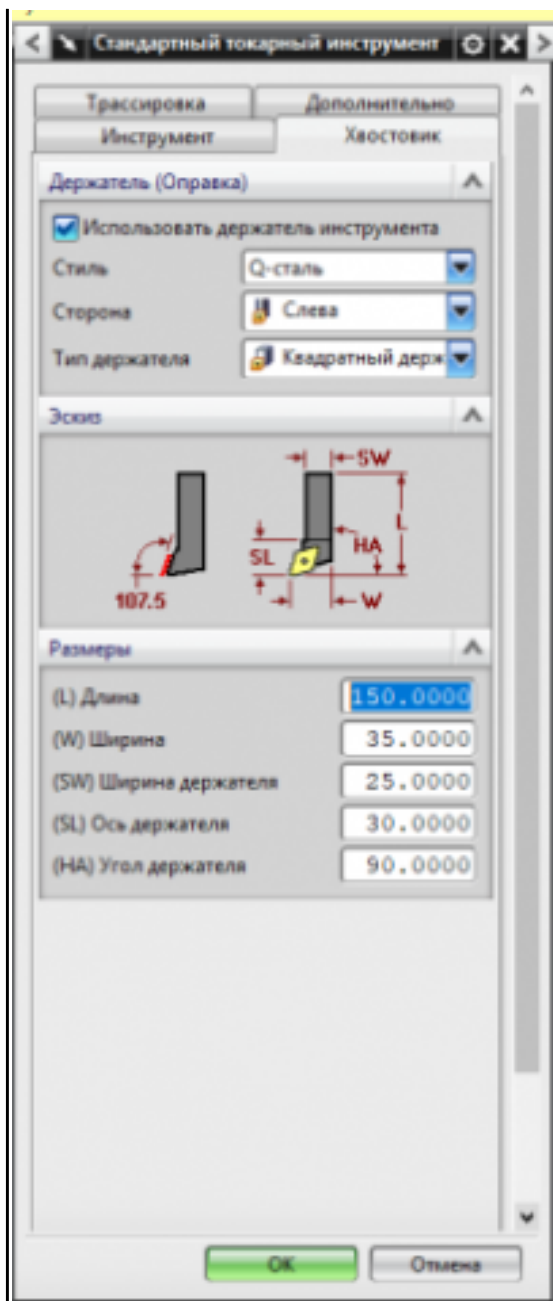 Стандартный токарный инструмент
Трассировка Дополнительно
Инструмент Хвостовик
Держатель (Оправка)
Использовать держатель инструмента
Стиль Q-сталь
Сторона Слева
Тип держателя Квадратный держ
Эскиз
SW
L
SL HA
107.5 W
Размеры
(L) Длина 150.0000
(W) Ширина 35.0000
(SW) Ширина держателя 25.0000
(SL) Ось держателя 30.0000
(HA) Угол держателя 90.0000
OK Отмена